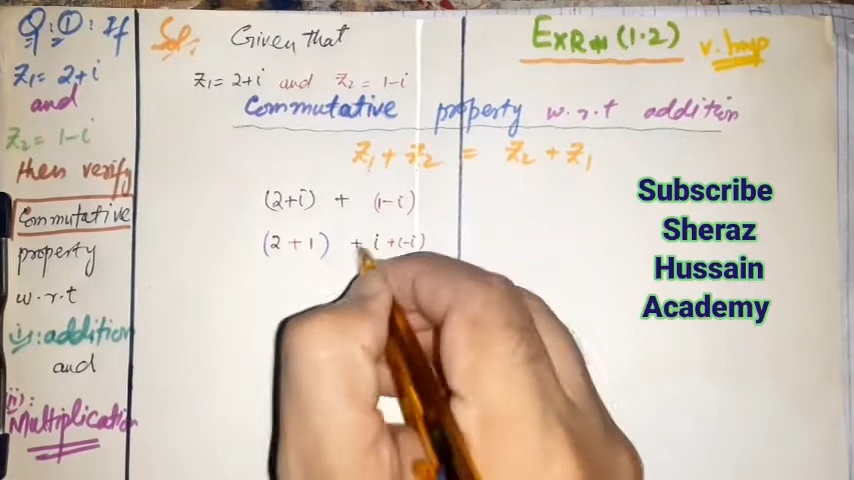 Q:①: If
Z₁= 2+i
and
Z₂= 1-i
then verify
Commutative
property
w.r.t
i): addition
and
ii):
Multiplication
Sol:
Given that
Z₁= 2+i and Z₂ = 1-i
Commutative property w.r.t addition
Z₁ + Z₂ = Z₂ + Z₁
(2+i) + (1-i)
(2+1) + i +(-i)
ExR# (1.2)
v.Imp
Subscribe
Sheraz
Hussain
Academy